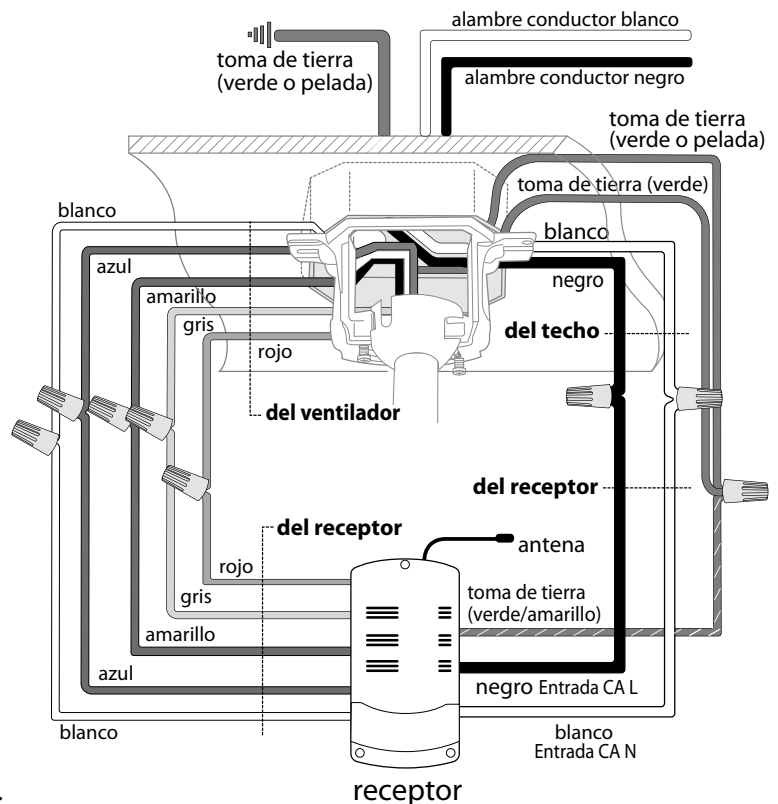 alambre conductor blanco
toma de tierra
(verde o pelada)
alambre conductor negro
toma de tierra
(verde o pelada)
toma de tierra (verde)
blanco
blanco
azul
negro
amarillo
gris
del techo
rojo
del ventilador
del receptor
del receptor
antena
rojo
toma de tierra
(verde/amarillo)
gris
amarillo
azul
negro Entrada CA L
blanco
blanco
Entrada CA N
receptor